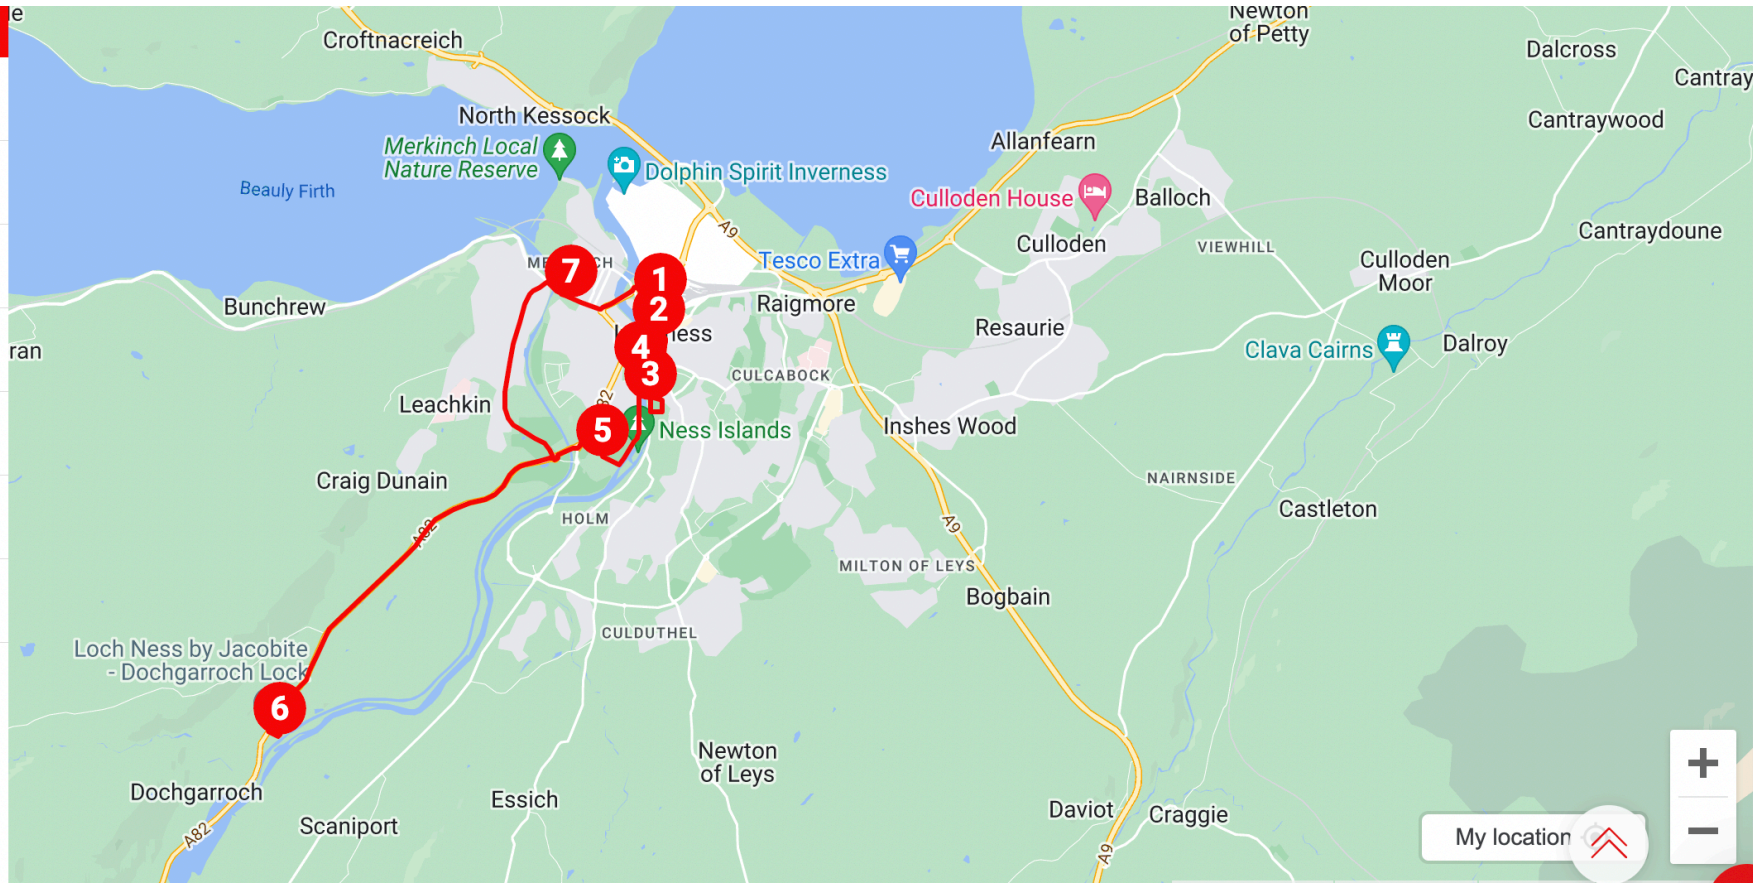 le
Croftnacreich
Newton
of Petty
Dalcross
Cantray
North Kessock
Cantraywood
Merkinch Local
Nature Reserve
Allanfearn
Dolphin Spirit Inverness
Beauly Firth
Culloden House
Balloch
A9
Cantraydoune
Culloden
VIEWHILL
Tesco Extra
Culloden
Moor
7
1
Bunchrew
2
Raigmore
ness
Resaurie
ran
4
Clava Cairns
Dalroy
3
CULCABOCK
Leachkin
5
Ness Islands
Inshes Wood
Craig Dunain
NAIRNSIDE
Castleton
HOLM
A9
A82
MILTON OF LEYS
Bogbain
CULDUTHEL
Loch Ness by Jacobite
- Dochgarroch Lock
6
Newton
of Leys
Dochgarroch
Essich
Daviot
Craggie
Scaniport
A82
My location
A9